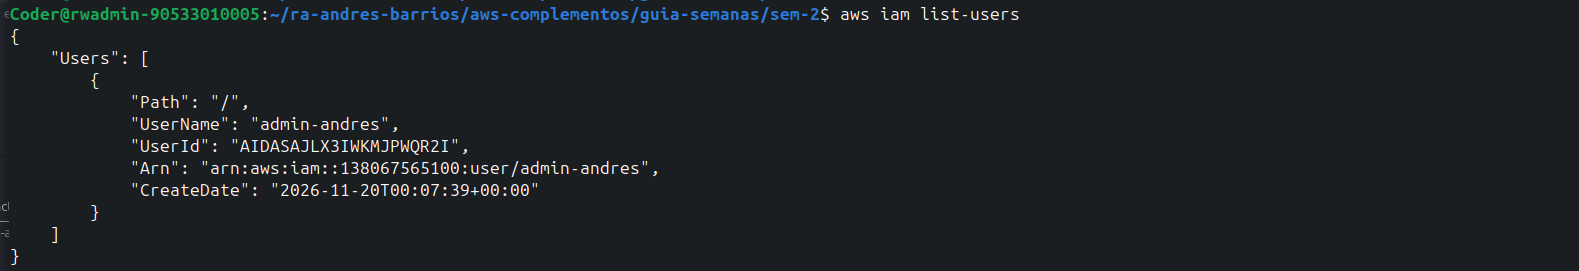 Coder@rwadmin-90533010005:~/ra-andres-barrios/aws-complementos/guia-semanas/sem-2$ aws iam list-users
{
    "Users": [
        {
            "Path": "/",
            "UserName": "admin-andres",
            "UserId": "AIDASAJLX3IWKMJPWQR2I",
            "Arn": "arn:aws:iam::138067565100:user/admin-andres",
            "CreateDate": "2026-11-20T00:07:39+00:00"
        }
    ]
}